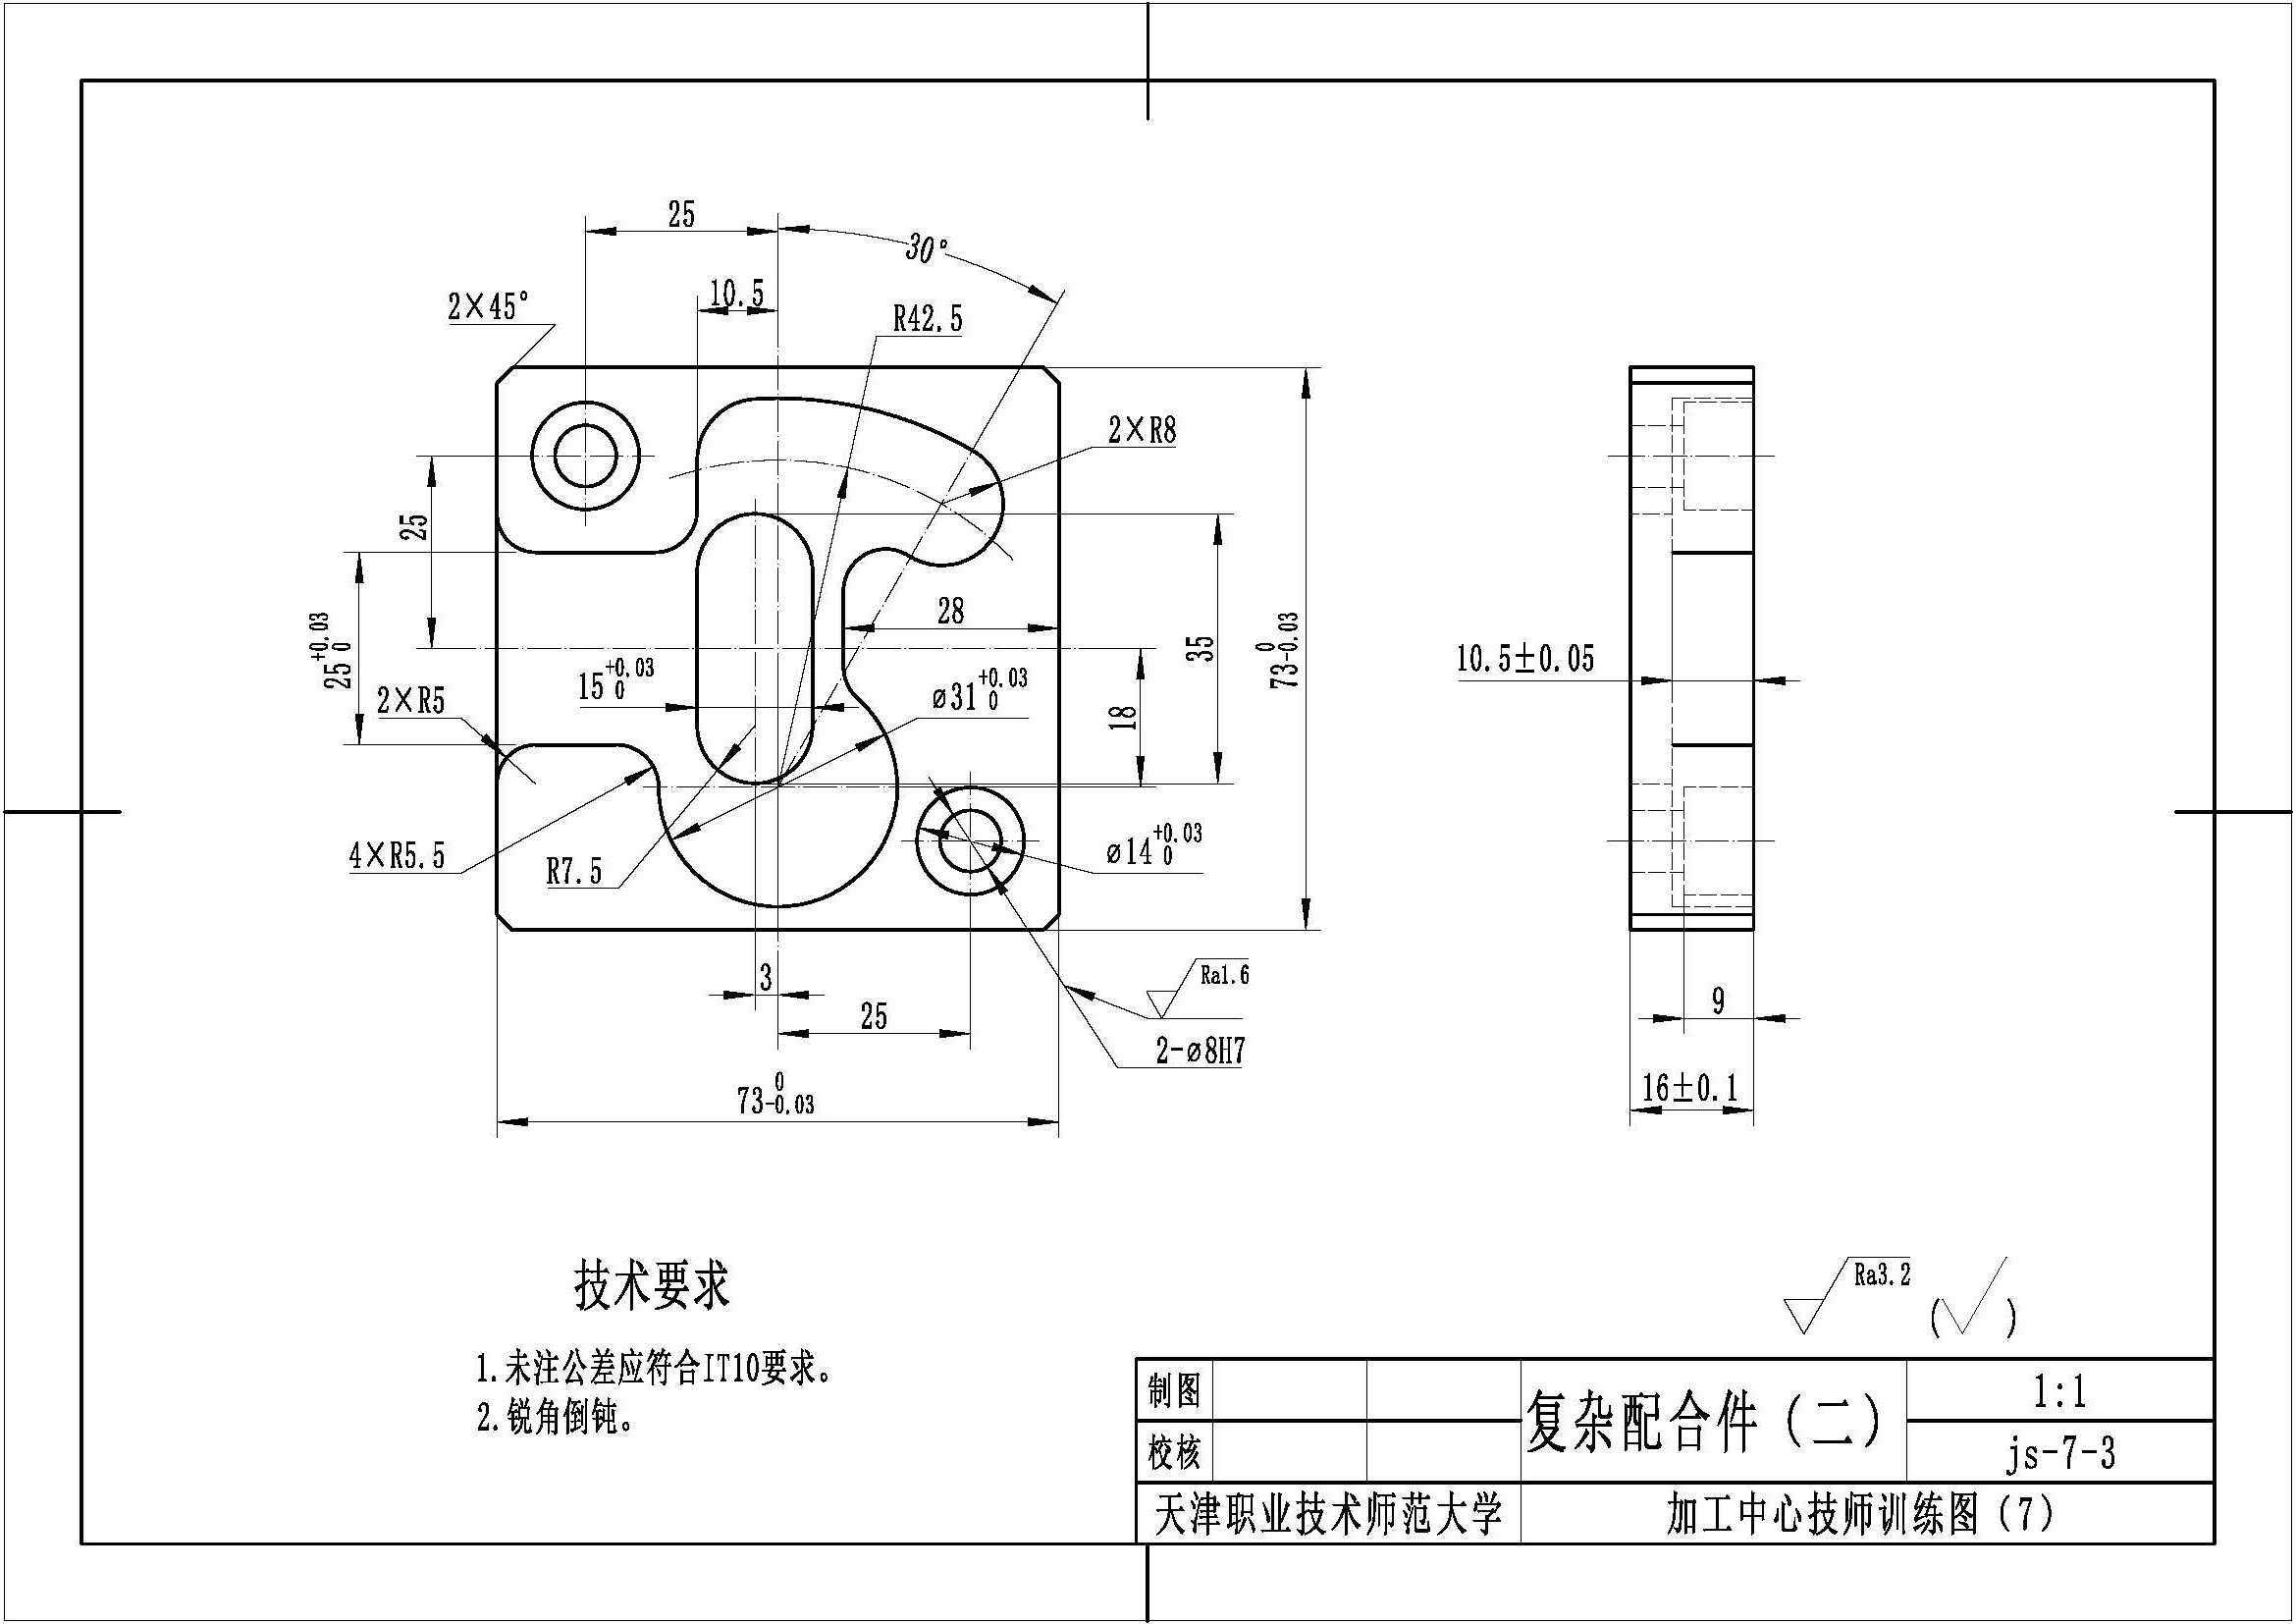 25
30°
10.5
2×45°
R42.5
2×R8
25
25 +0.03 0
28
35
73 0 -0.03
15 +0.03 0
ø31 +0.03 0
18
2×R5
4×R5.5
R7.5
ø14 +0.03 0
3
25
Ra1.6
2-ø8H7
73 0 -0.03
10.5±0.05
9
16±0.1
技术要求
1.未注公差应符合IT10要求。
2.锐角倒钝。
Ra3.2
( )
制图
校核
复杂配合件(二)
1:1
js-7-3
天津职业技术师范大学
加工中心技师训练图(7)